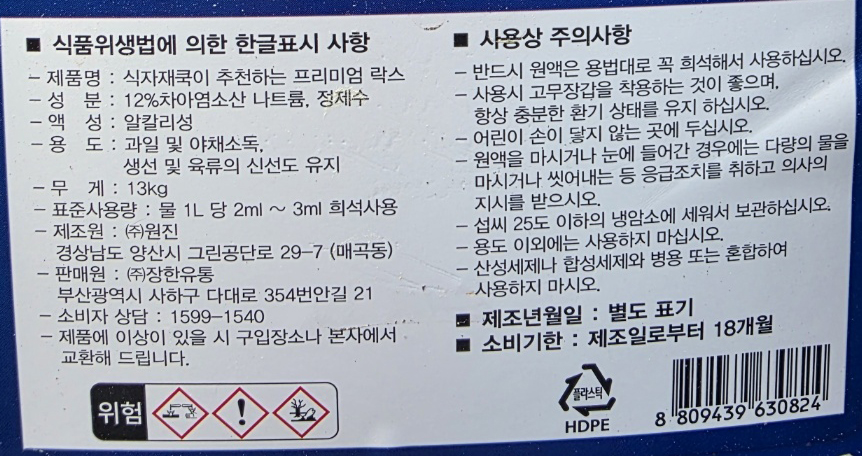 ■ 식품위생법에 의한 한글표시 사항
– 제품명 : 식자재쿡이 추천하는 프리미엄 락스
– 성 분 : 12%차아염소산 나트륨, 정제수
– 액 성 : 알칼리성
– 용 도 : 과일 및 야채소독,
생선 및 육류의 신선도 유지
– 무 게 : 13kg
– 표준사용량 : 물 1L 당 2ml ~ 3ml 희석사용
– 제조원 : ㈜원진
경상남도 양산시 그린공단로 29-7 (매곡동)
– 판매원 : ㈜장한유통
부산광역시 사하구 다대로 354번안길 21
– 소비자 상담 : 1599-1540
– 제품에 이상이 있을 시 구입장소나 본자에서
교환해 드립니다.
위험
■ 사용상 주의사항
– 반드시 원액은 용법대로 꼭 희석해서 사용하십시오.
– 사용시 고무장갑을 착용하는 것이 좋으며,
항상 충분한 환기 상태를 유지 하십시오.
– 어린이 손이 닿지 않는 곳에 두십시오.
– 원액을 마시거나 눈에 들어간 경우에는 다량의 물을
마시거나 씻어내는 등 응급조치를 취하고 의사의
지시를 받으시오.
– 섭씨 25도 이하의 냉암소에 세워서 보관하십시오.
– 용도 이외에는 사용하지 마십시오.
– 산성세제나 합성세제와 병용 또는 혼합하여
사용하지 마시오.
■ 제조년월일 : 별도 표기
■ 소비기한 : 제조일로부터 18개월
플라스틱
HDPE
8 809439 630824